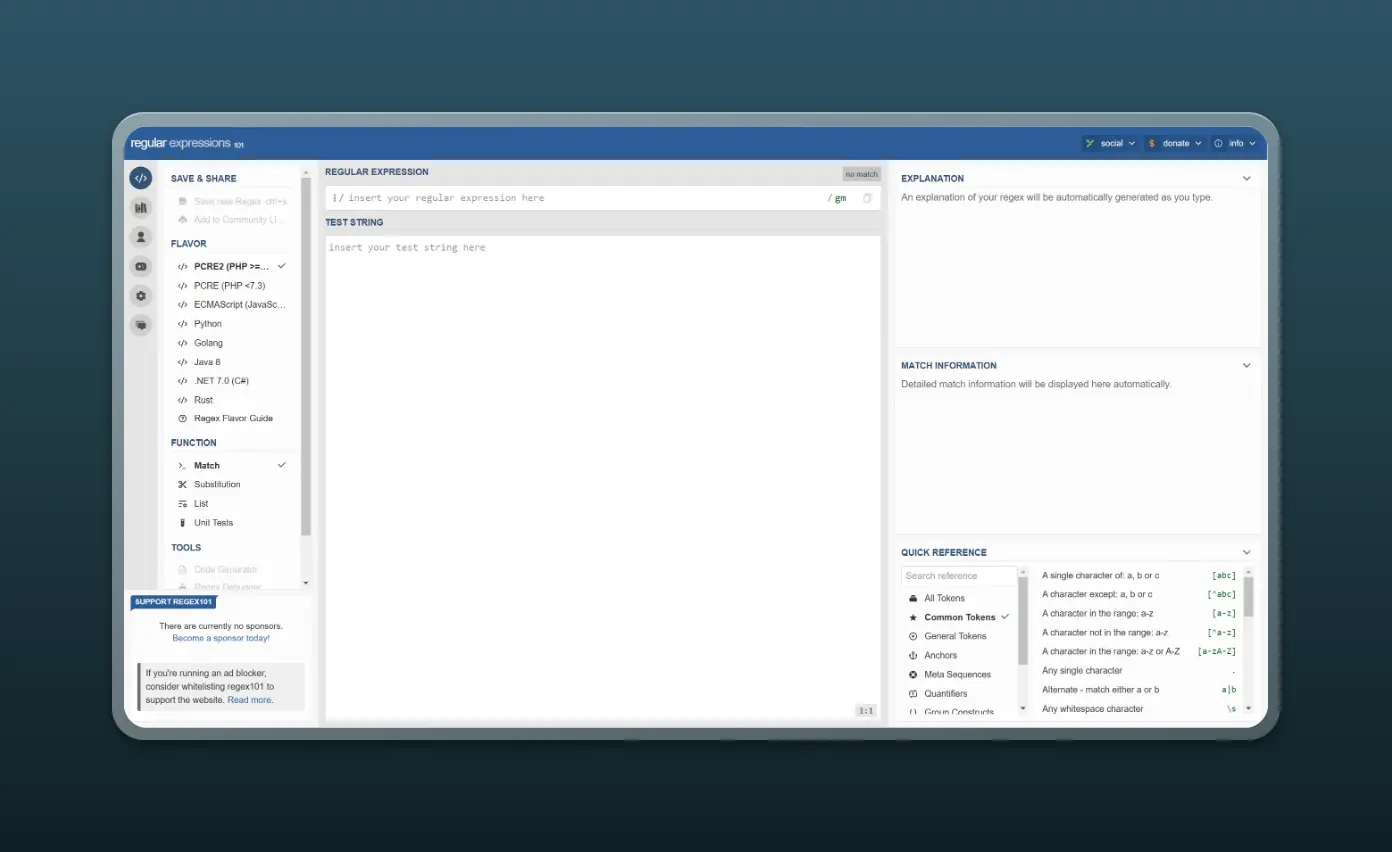 regular expressions 101
social
donate
info
SAVE & SHARE
Save new Regex ctrl+s
Add to Community Li...
FLAVOR
PCRE2 (PHP >=...
PCRE (PHP <7.3)
ECMAScript (JavaSc...
Python
Golang
Java 8
.NET 7.0 (C#)
Rust
Regex Flavor Guide
FUNCTION
Match
Substitution
List
Unit Tests
TOOLS
Code Generator
Regex Debugger
SUPPORT REGEX101
There are currently no sponsors.
Become a sponsor today!
If you're running an ad blocker,
consider whitelisting regex101 to
support the website. Read more.
REGULAR EXPRESSION
no match
/ insert your regular expression here
/ gm
TEST STRING
insert your test string here
1:1
EXPLANATION
An explanation of your regex will be automatically generated as you type.
MATCH INFORMATION
Detailed match information will be displayed here automatically.
QUICK REFERENCE
Search reference
All Tokens
Common Tokens
General Tokens
Anchors
Meta Sequences
Quantifiers
Group Constructs
A single character of: a, b or c [abc]
A character except: a, b or c [^abc]
A character in the range: a-z [a-z]
A character not in the range: a-z [^a-z]
A character in the range: a-z or A-Z [a-zA-Z]
Any single character .
Alternate - match either a or b a|b
Any whitespace character \s